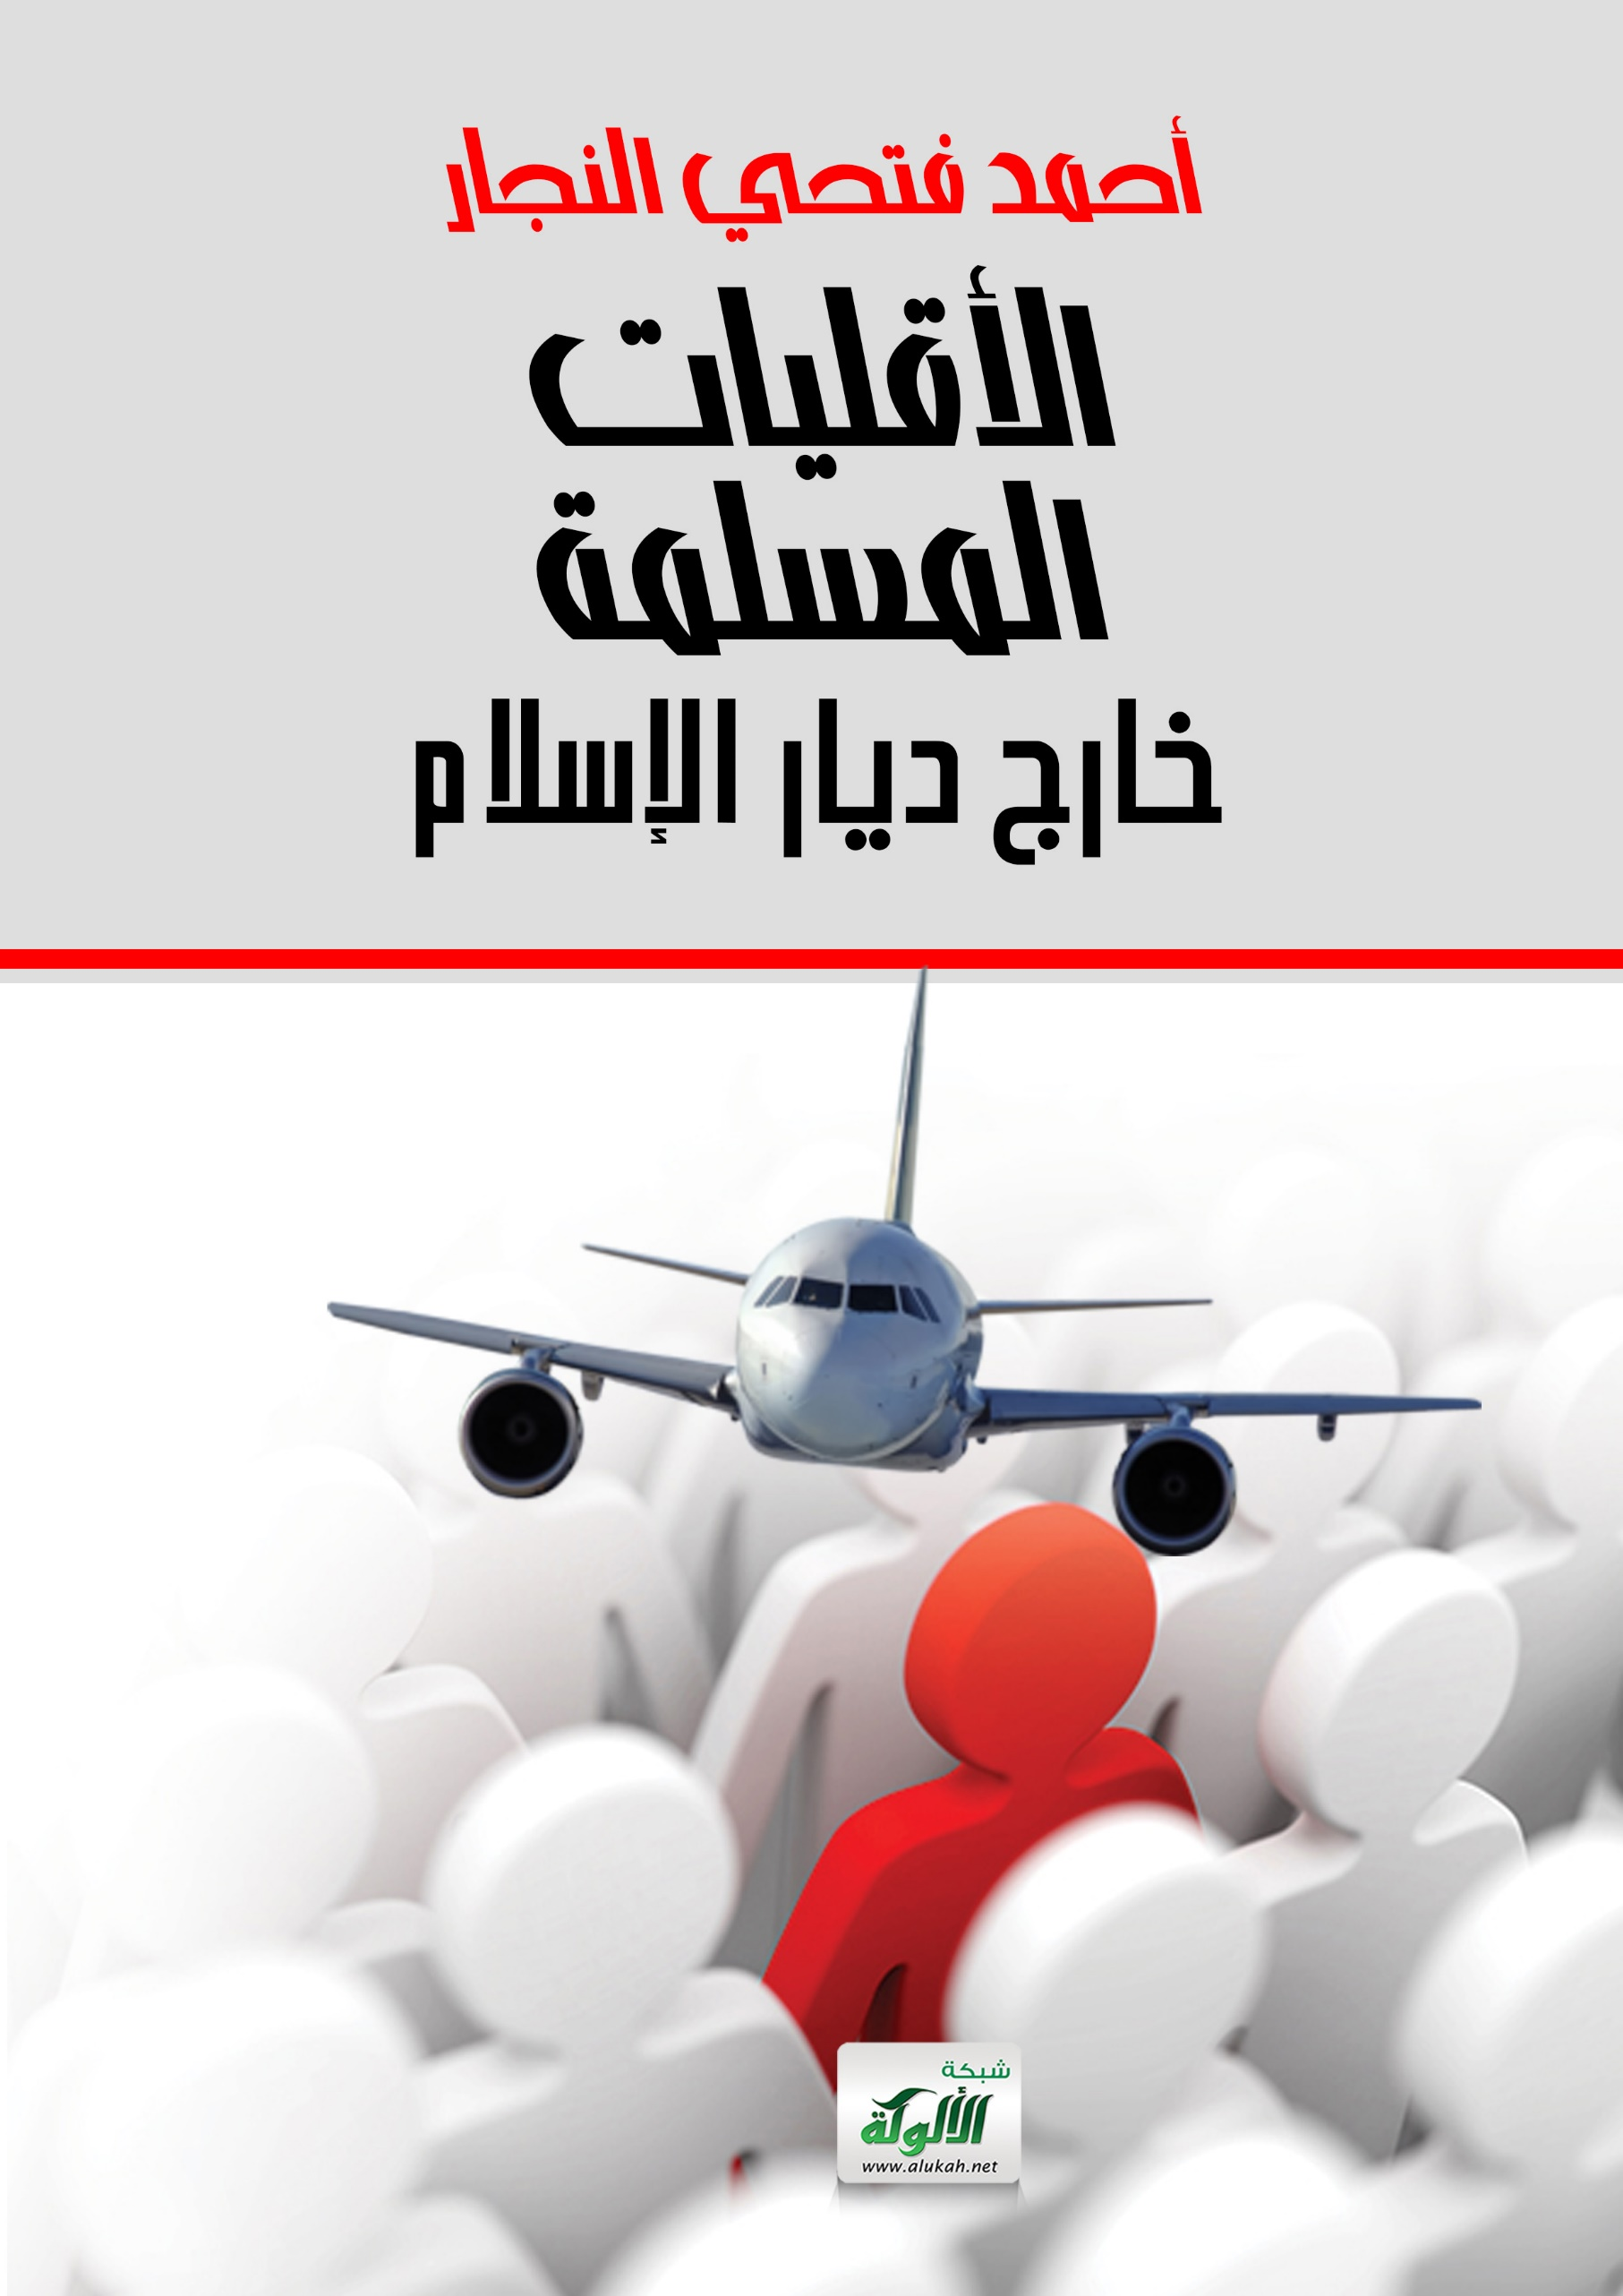 أحمد فتحي النجار
الأقليات
المسلمة
خارج ديار الإسلام
شبكة
الألوكة
www.alukah.net